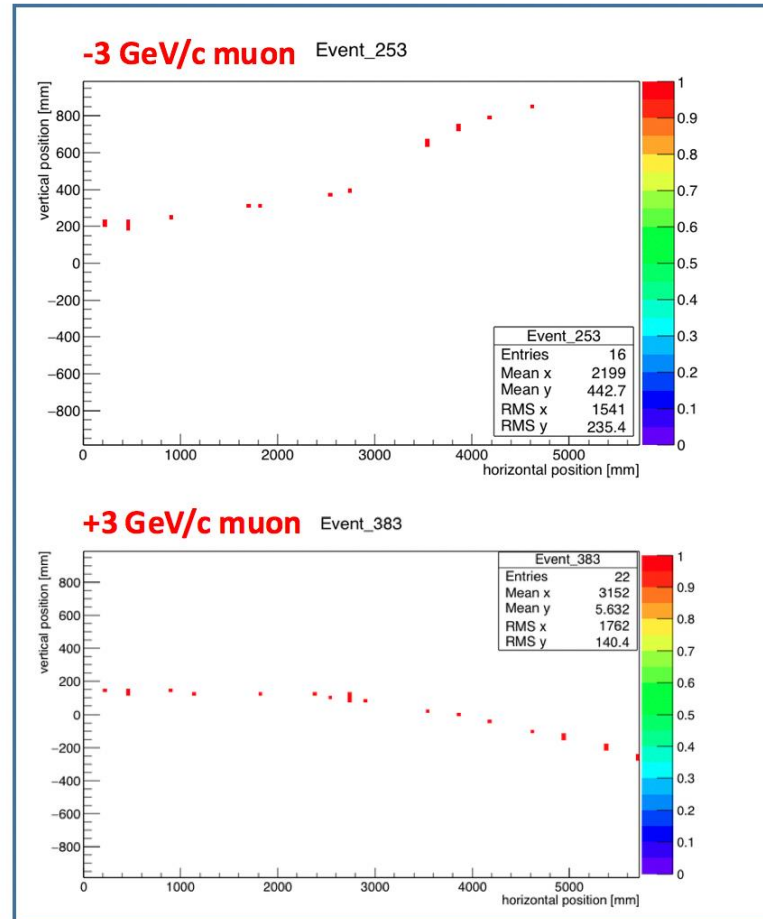 -3 GeV/c muon Event_253
vertical position [mm]
800
600
400
200
0
−200
−400
−600
−800
0 1000 2000 3000 4000 5000
horizontal position [mm]
Event_253
Entries 16
Mean x 2199
Mean y 442.7
RMS x 1541
RMS y 235.4
1
0.9
0.8
0.7
0.6
0.5
0.4
0.3
0.2
0.1
0
+3 GeV/c muon Event_383
vertical position [mm]
800
600
400
200
0
−200
−400
−600
−800
0 1000 2000 3000 4000 5000
horizontal position [mm]
Event_383
Entries 22
Mean x 3152
Mean y 5.632
RMS x 1762
RMS y 140.4
1
0.9
0.8
0.7
0.6
0.5
0.4
0.3
0.2
0.1
0